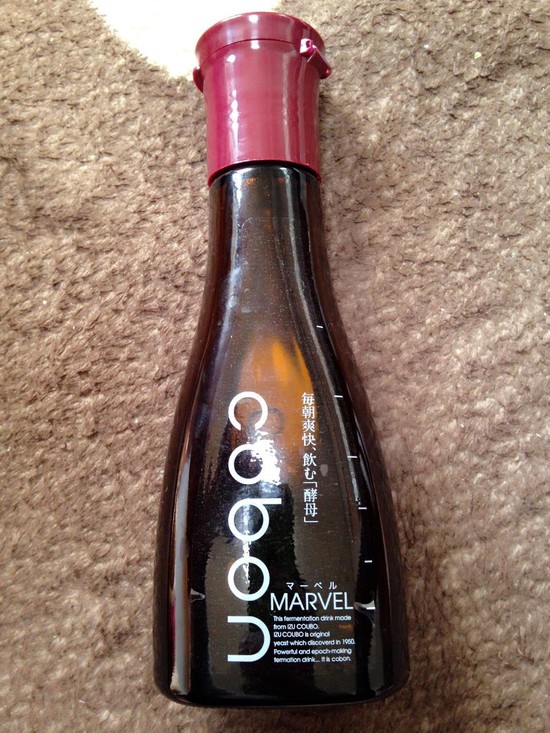 cobon
毎朝爽快、飲む「酵母」
マーベル
MARVEL
This fermentation drink made
from IZU COUBO.
IZU COUBO is original
yeast which discoverd in 1950.
Powerful and epoch-making
fermation drink... It is cobon.